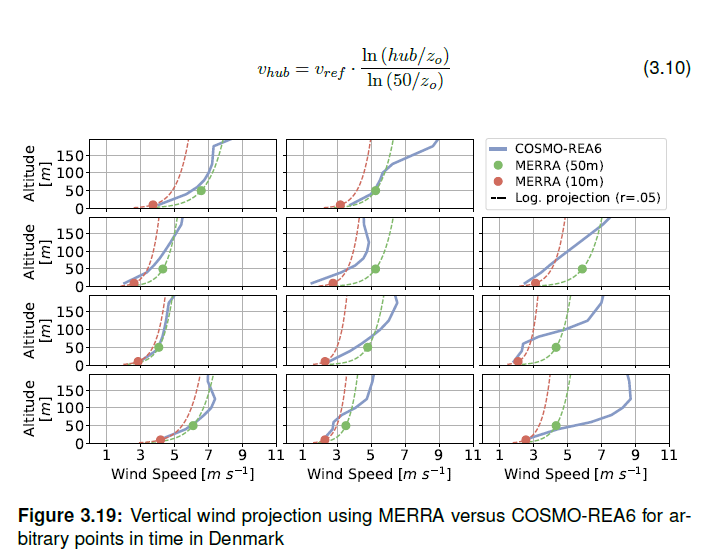 v_hub = v_ref · ln (hub/z_o) / ln (50/z_o) (3.10)
COSMO-REA6
MERRA (50m)
MERRA (10m)
Log. projection (r=.05)
Altitude [m]
150
100
50
0
Altitude [m]
150
100
50
0
Altitude [m]
150
100
50
0
Altitude [m]
150
100
50
0
1 3 5 7 9 11 1 3 5 7 9 11 1 3 5 7 9 11
Wind Speed [m s⁻¹] Wind Speed [m s⁻¹] Wind Speed [m s⁻¹]
Figure 3.19: Vertical wind projection using MERRA versus COSMO-REA6 for ar-
bitrary points in time in Denmark